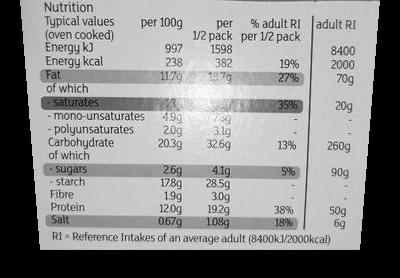 Nutrition
Typical values per 100g per % adult RI adult RI
(oven cooked) 1/2 pack per 1/2 pack
Energy kJ 997 1598 8400
Energy kcal 238 382 19% 2000
Fat 11.7g 18.7g 27% 70g
of which
- saturates 35% 20g
- mono-unsaturates 4.9g - -
- polyunsaturates 2.0g 3.1g - -
Carbohydrate 20.3g 32.6g 13% 260g
of which
- sugars 2.6g 4.1g 5% 90g
- starch 17.8g 28.5g - -
Fibre 1.9g 3.0g - -
Protein 12.0g 19.2g 38% 50g
Salt 0.67g 1.08g 18% 6g
RI = Reference Intakes of an average adult (8400kJ/2000kcal)